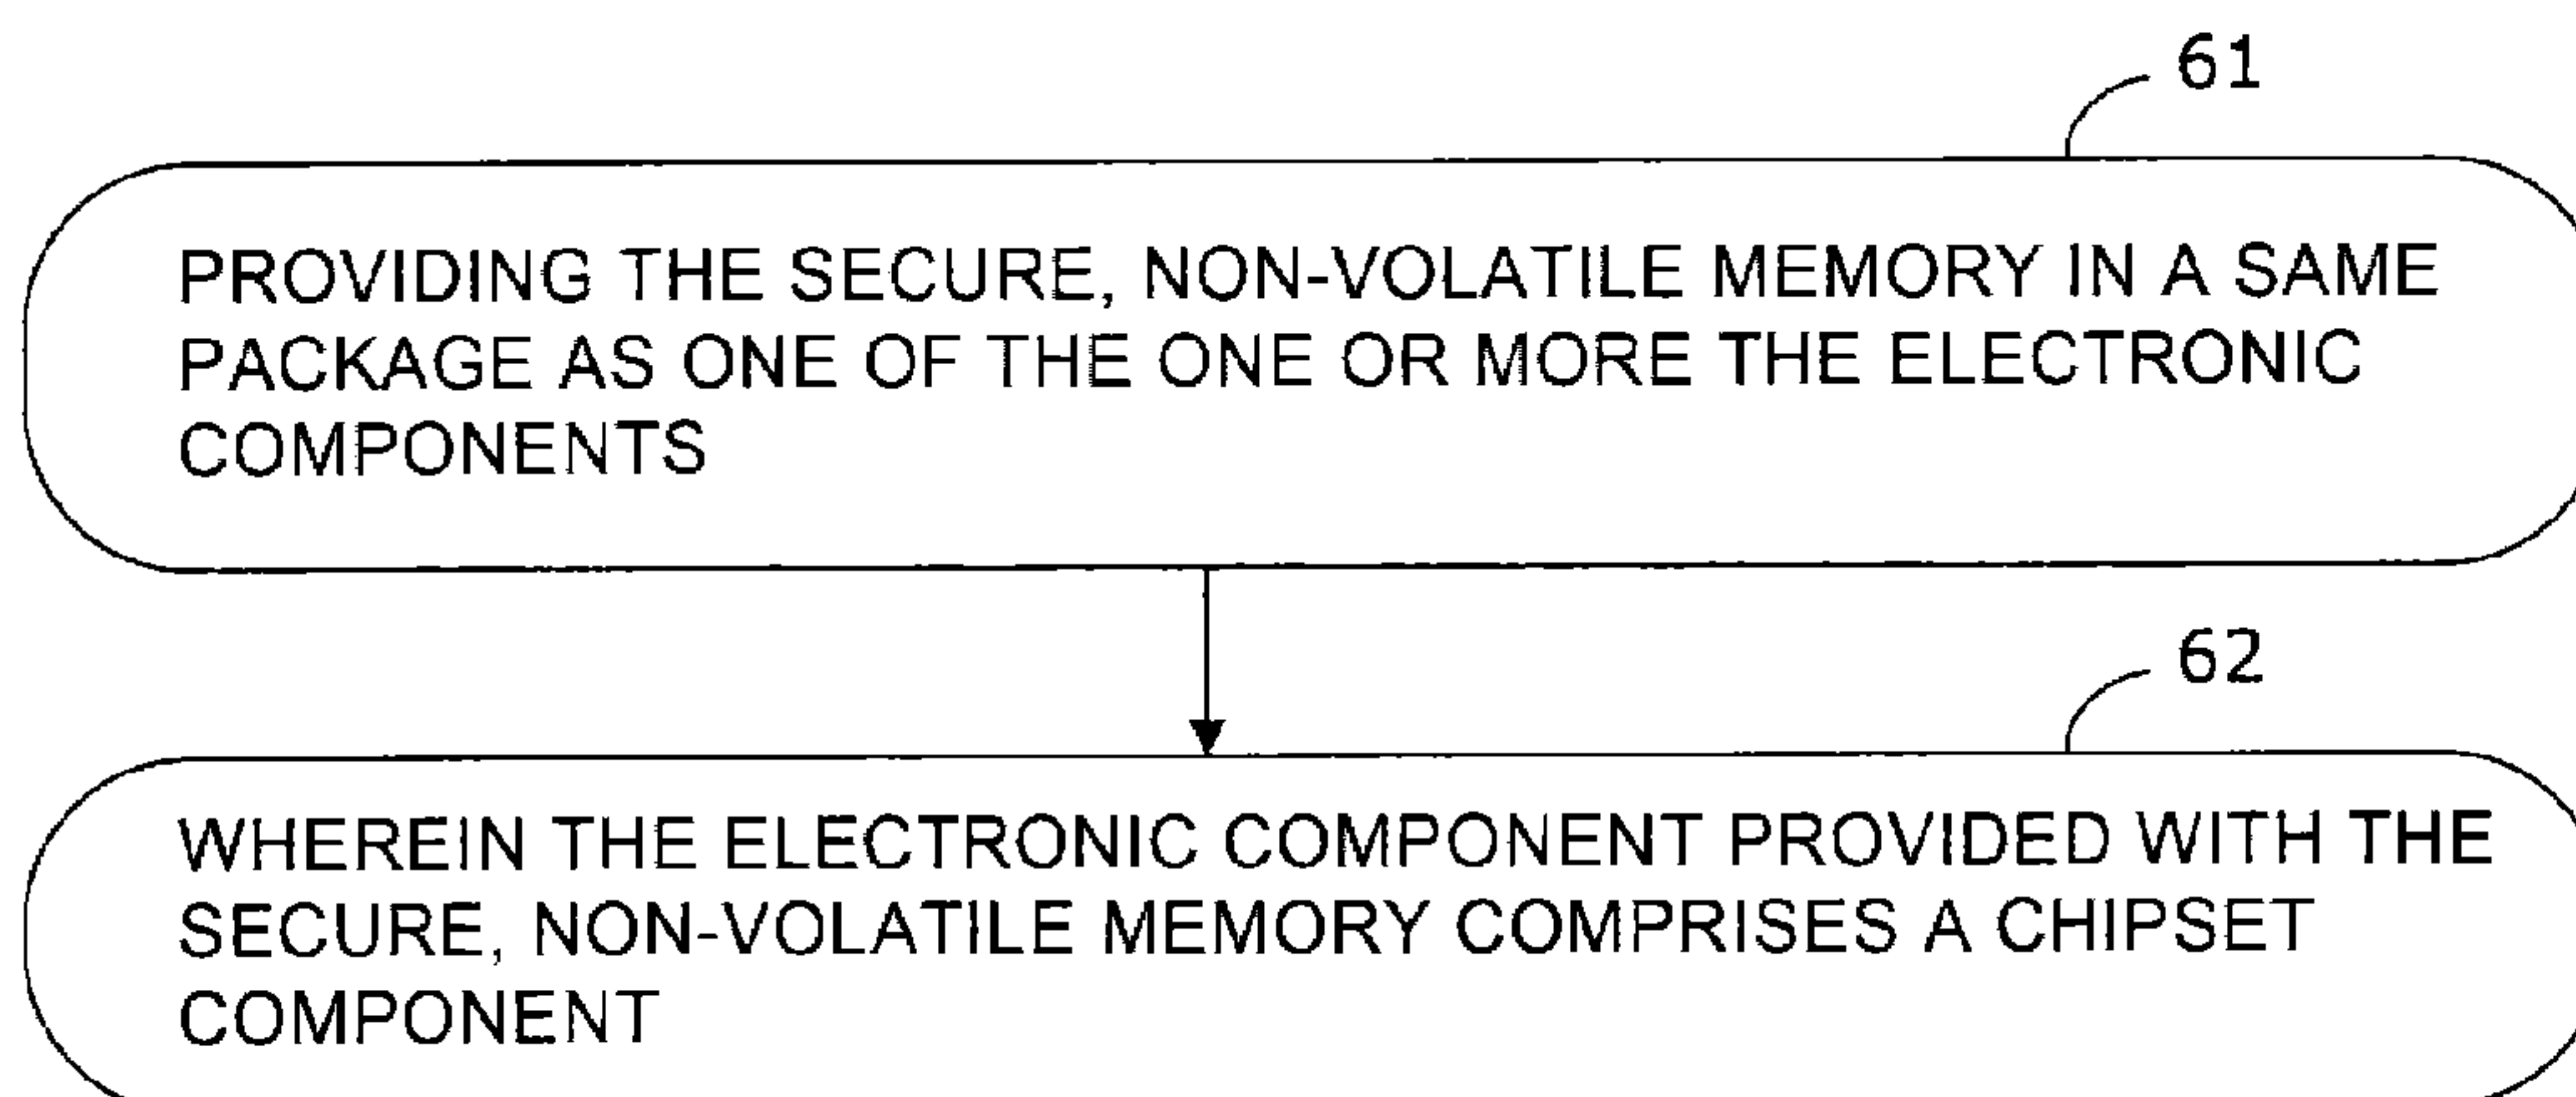 61
PROVIDING THE SECURE, NON-VOLATILE MEMORY IN A SAME
PACKAGE AS ONE OF THE ONE OR MORE THE ELECTRONIC
COMPONENTS
62
WHEREIN THE ELECTRONIC COMPONENT PROVIDED WITH THE
SECURE, NON-VOLATILE MEMORY COMPRISES A CHIPSET
COMPONENT